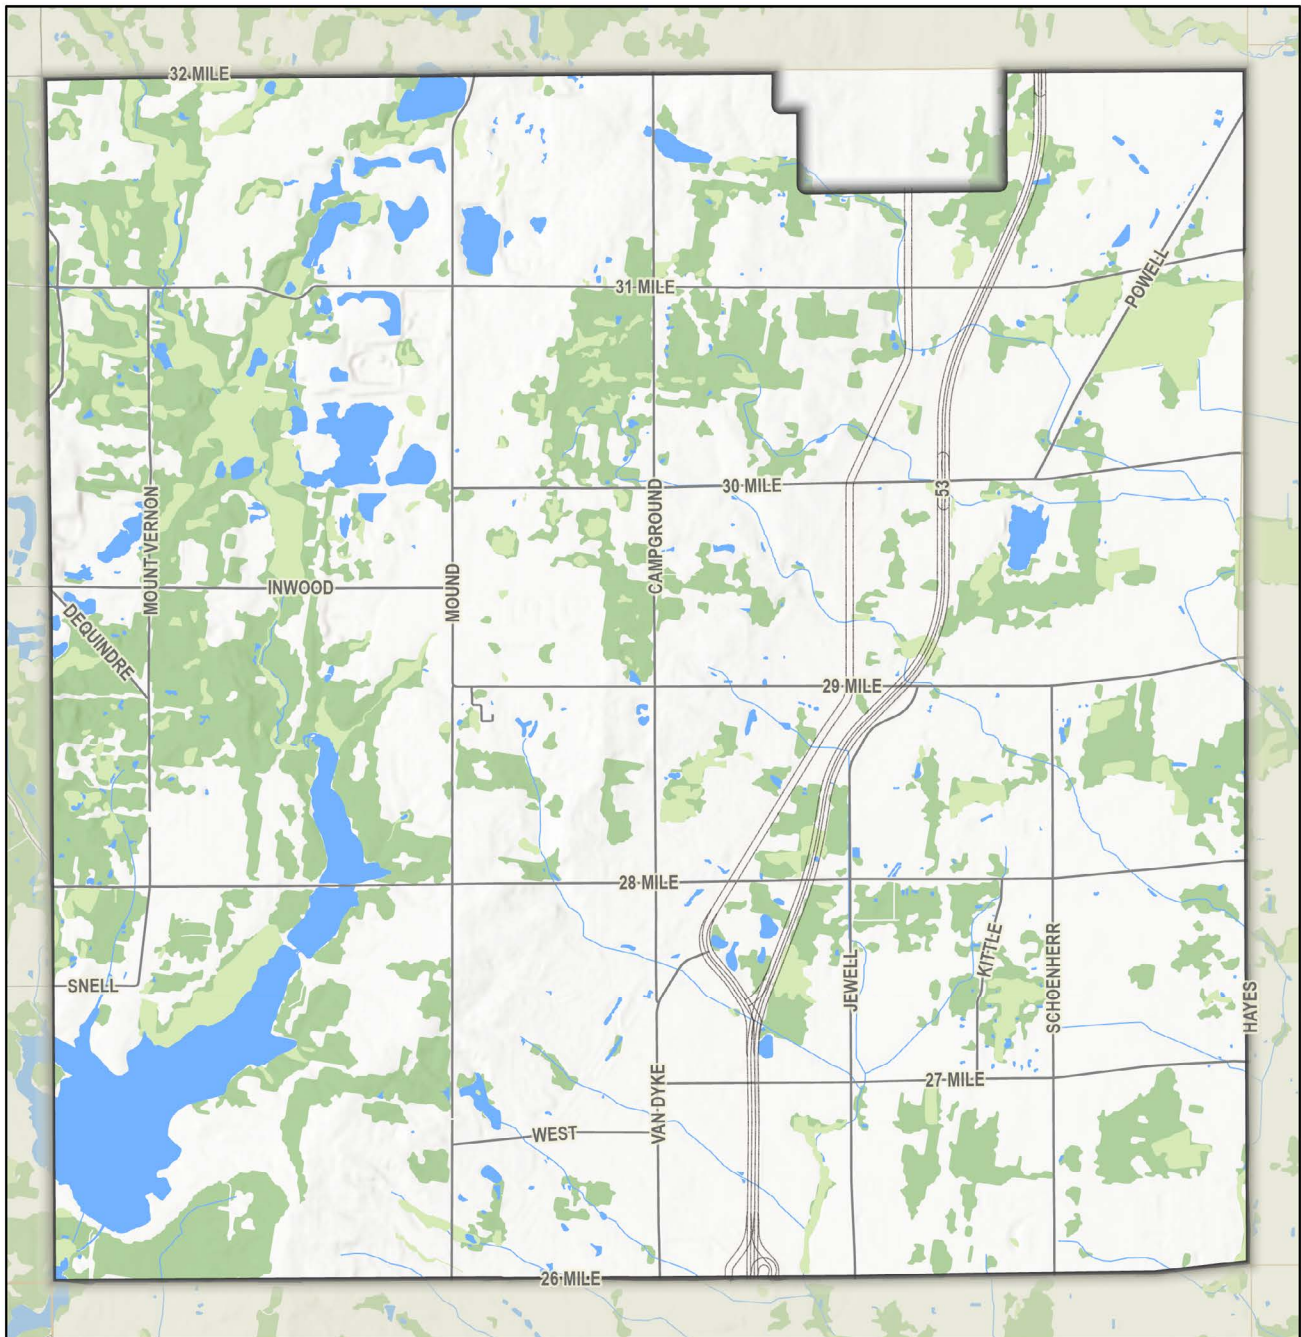 32 MILE
31 MILE
POWELL
30 MILE
53
MOUNT VERNON
CAMPGROUND
INWOOD
MOUND
DEQUINDRE
29 MILE
28 MILE
SNELL
JEWELL
KITTLE
SCHOENHERR
HAYES
27 MILE
VAN DYKE
WEST
26 MILE